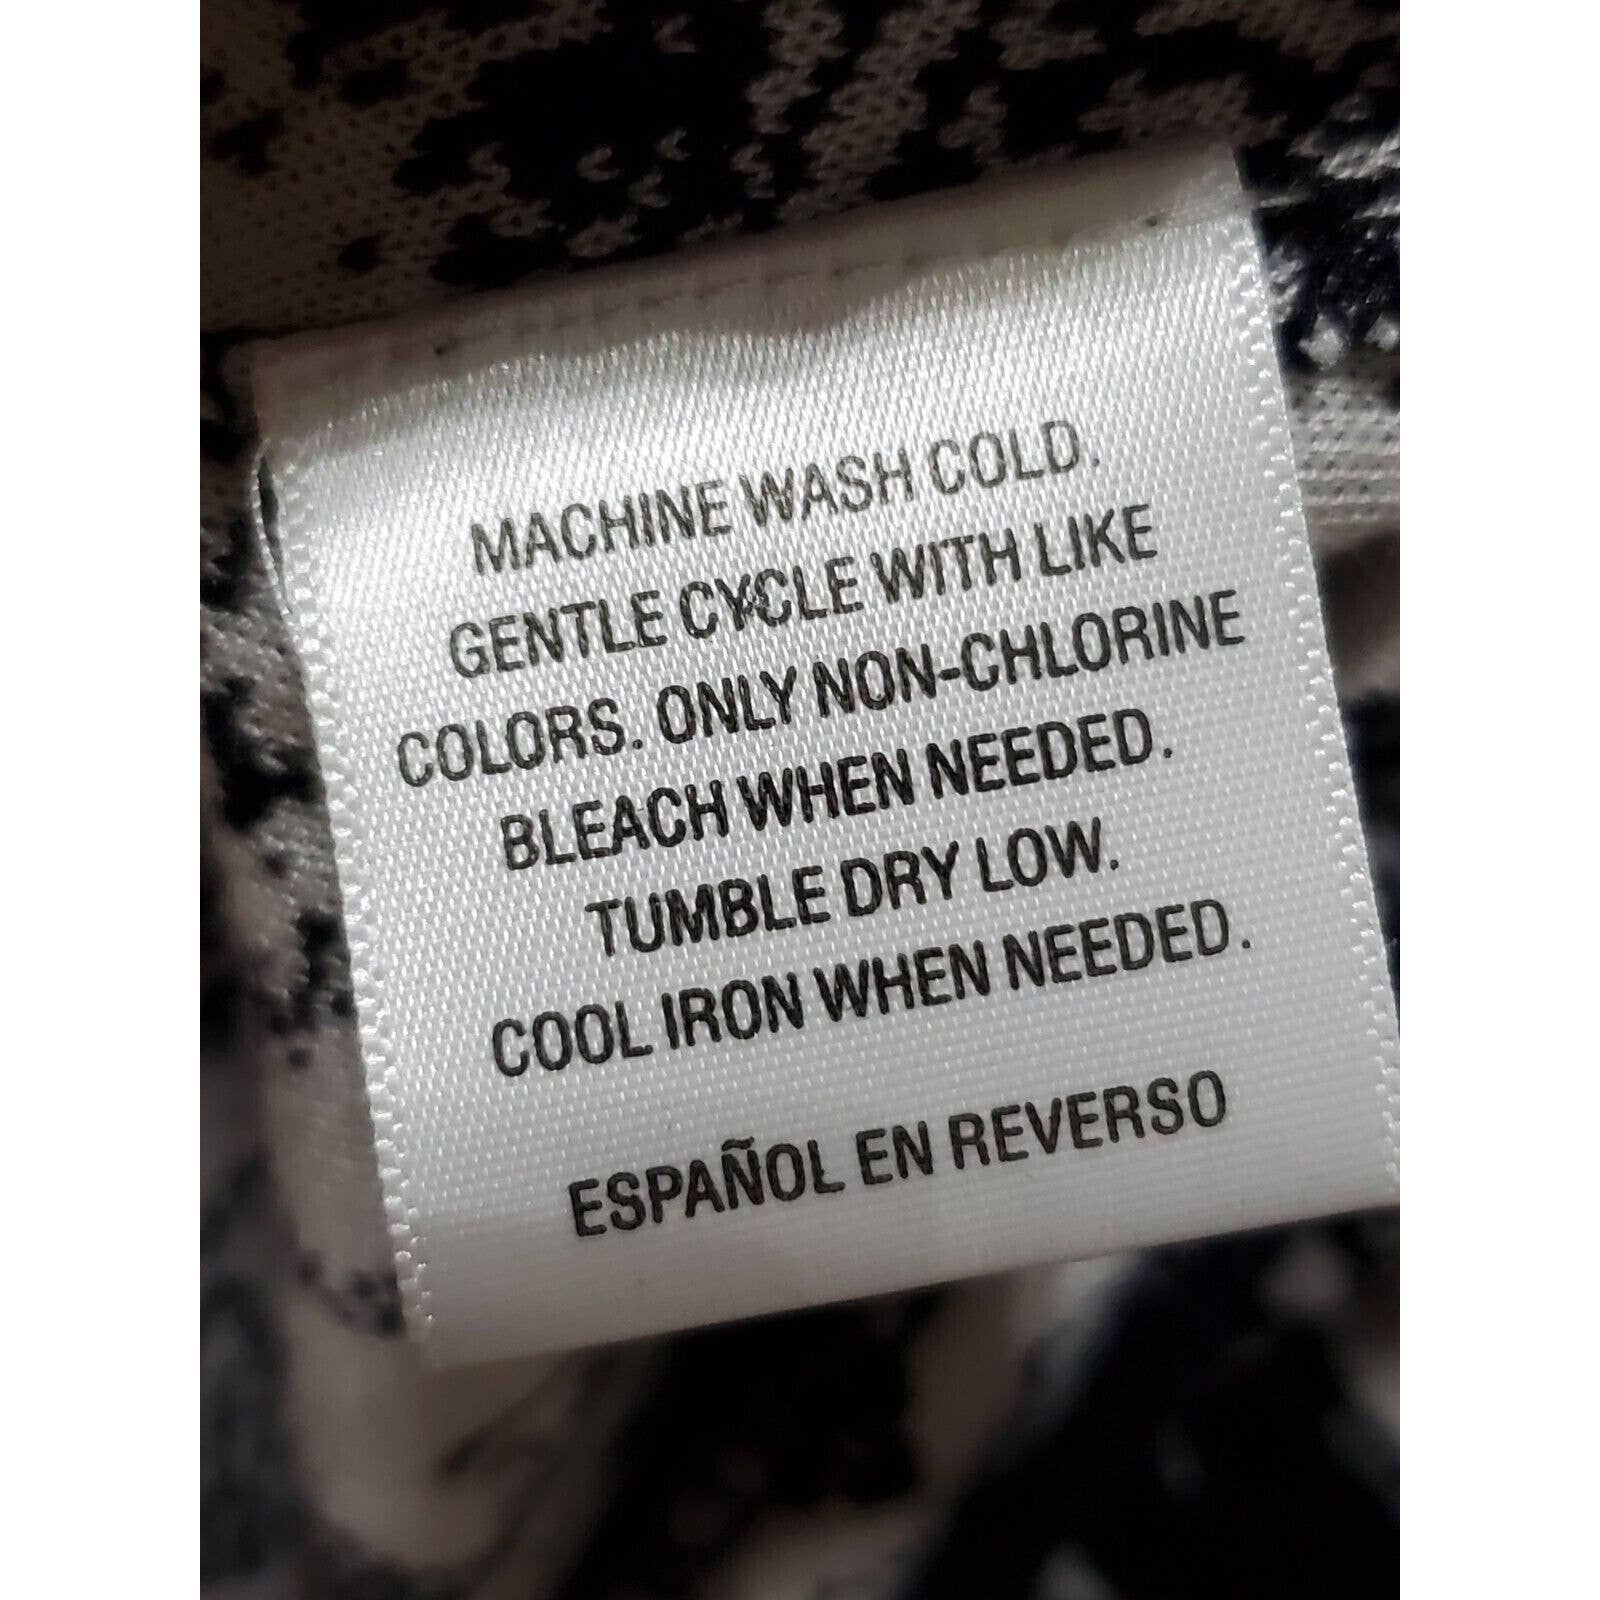 MACHINE WASH COLD.
GENTLE CYCLE WITH LIKE
COLORS. ONLY NON-CHLORINE
BLEACH WHEN NEEDED.
TUMBLE DRY LOW.
COOL IRON WHEN NEEDED.
ESPAÑOL EN REVERSO